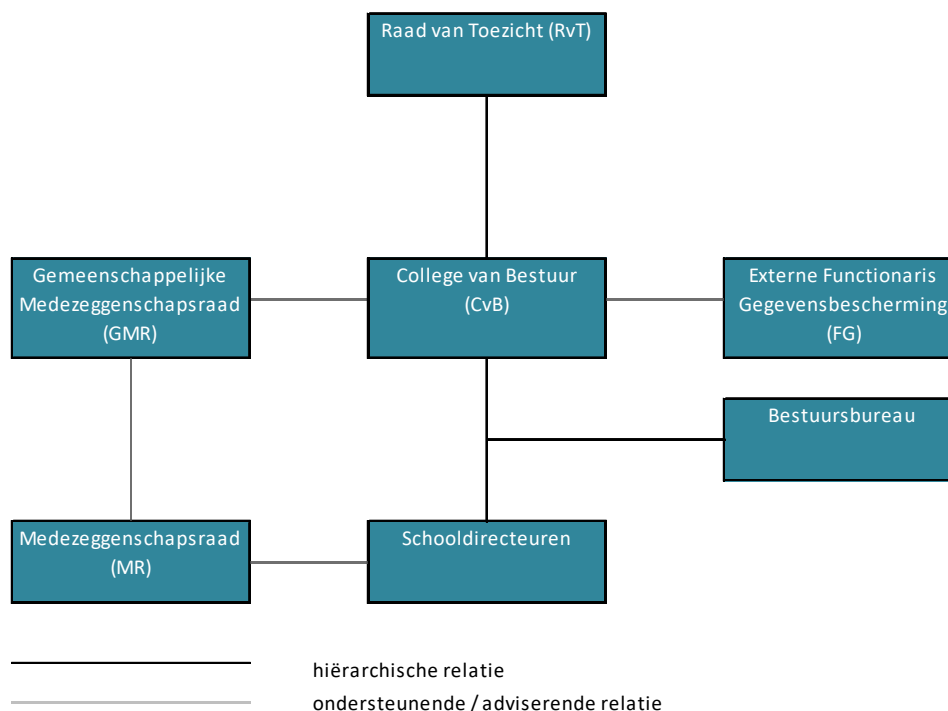 Raad van Toezicht (RvT)
Gemeenschappelijke
Medezeggenschapsraad
(GMR)
College van Bestuur
(CvB)
Externe Functionaris
Gegevensbescherming
(FG)
Bestuursbureau
Medezeggenschapsraad
(MR)
Schooldirecteuren
hiërarchische relatie
ondersteunende / adviserende relatie